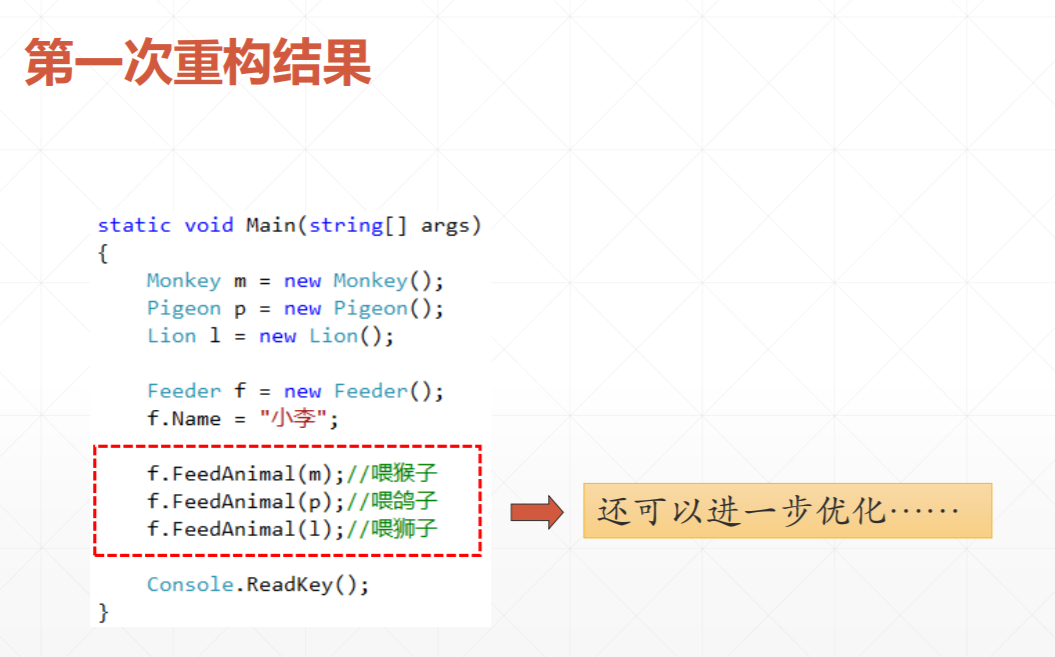 第一次重构结果
static void Main(string[] args)
{
Monkey m = new Monkey();
Pigeon p = new Pigeon();
Lion l = new Lion();
Feeder f = new Feeder();
f.Name = "小李";
f.FeedAnimal(m);//喂猴子
f.FeedAnimal(p);//喂鸽子
f.FeedAnimal(l);//喂狮子
还可以进一步优化……
Console.ReadKey();
}